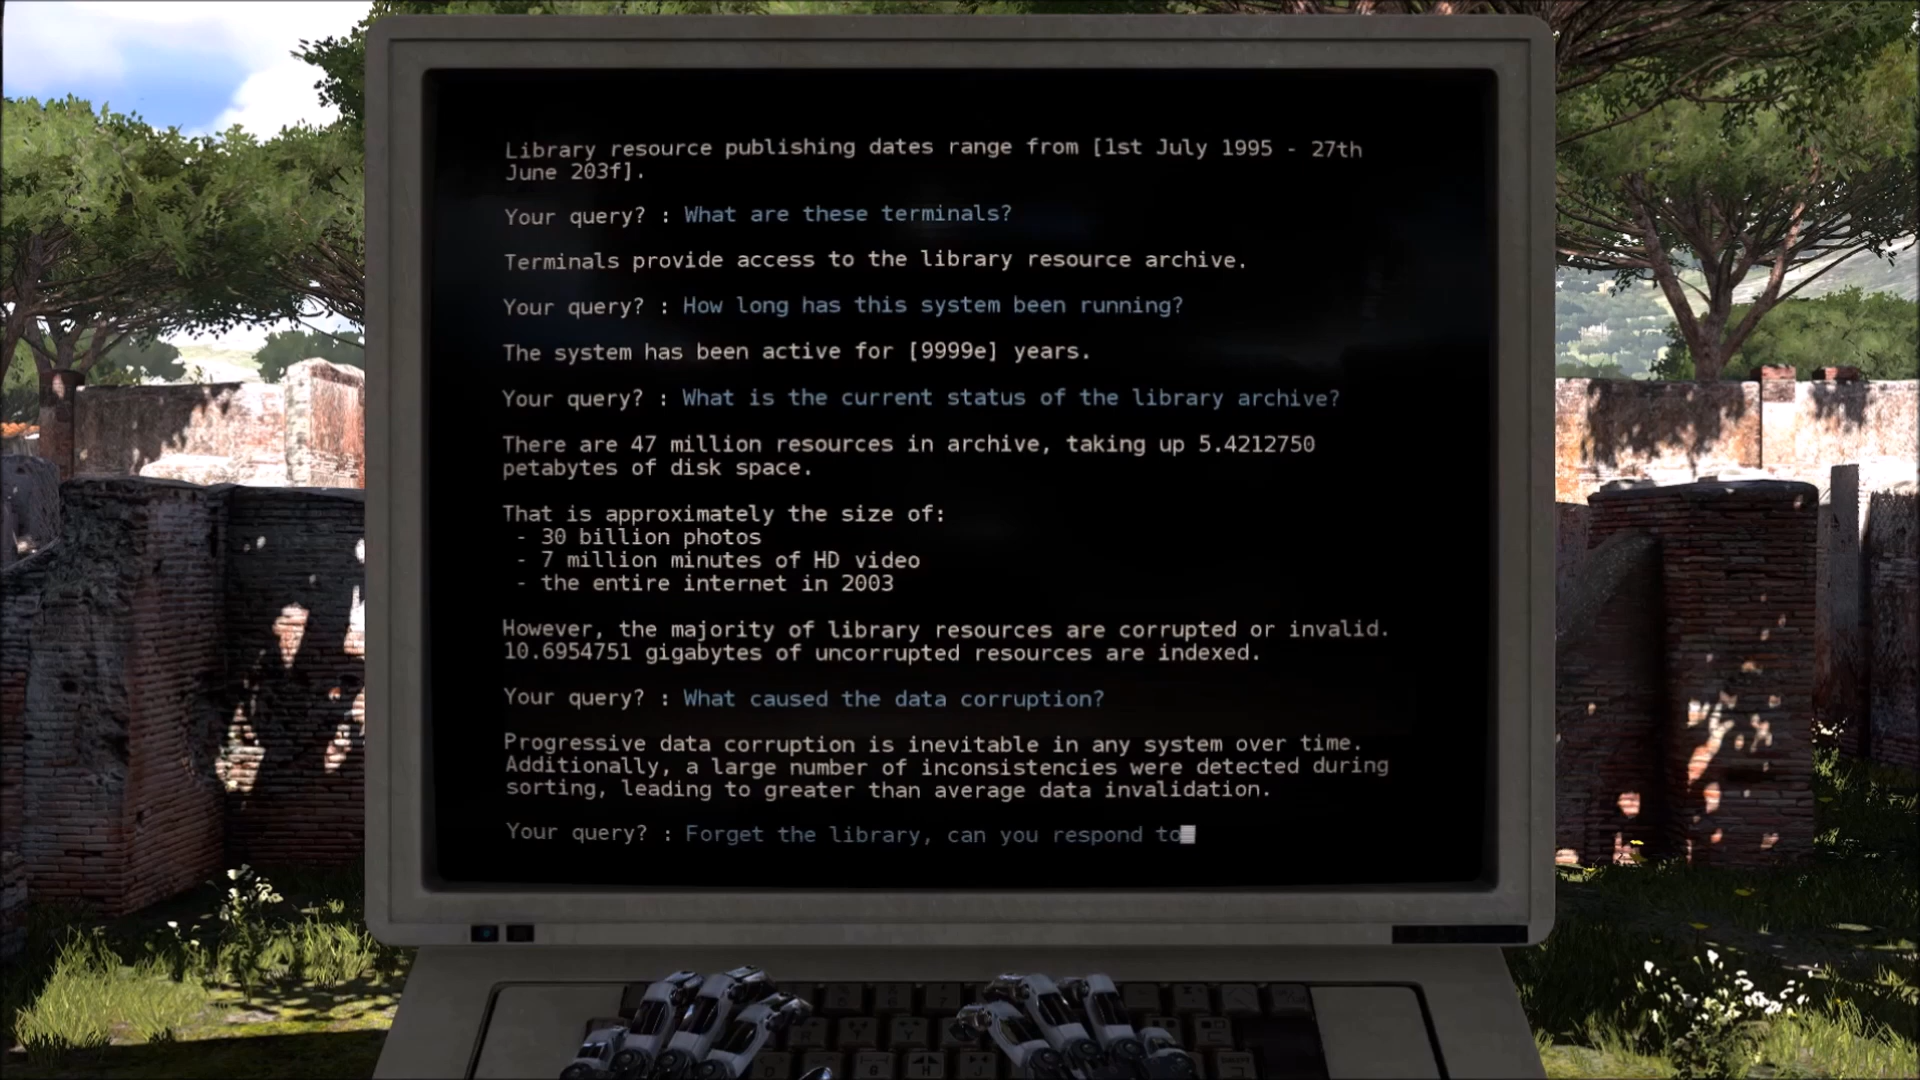 Library resource publishing dates range from [1st July 1995 - 27th
June 203f].
Your query? : What are these terminals?
Terminals provide access to the library resource archive.
Your query? : How long has this system been running?
The system has been active for [9999e] years.
Your query? : What is the current status of the library archive?
There are 47 million resources in archive, taking up 5.4212750
petabytes of disk space.
That is approximately the size of:
- 30 billion photos
- 7 million minutes of HD video
- the entire internet in 2003
However, the majority of library resources are corrupted or invalid.
10.6954751 gigabytes of uncorrupted resources are indexed.
Your query? : What caused the data corruption?
Progressive data corruption is inevitable in any system over time.
Additionally, a large number of inconsistencies were detected during
sorting, leading to greater than average data invalidation.
Your query? : Forget the library, can you respond to